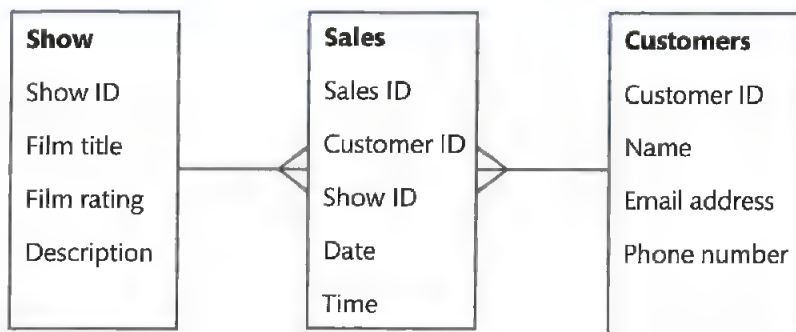 Show
Show ID
Film title
Film rating
Description
Sales
Sales ID
Customer ID
Show ID
Date
Time
Customers
Customer ID
Name
Email address
Phone number